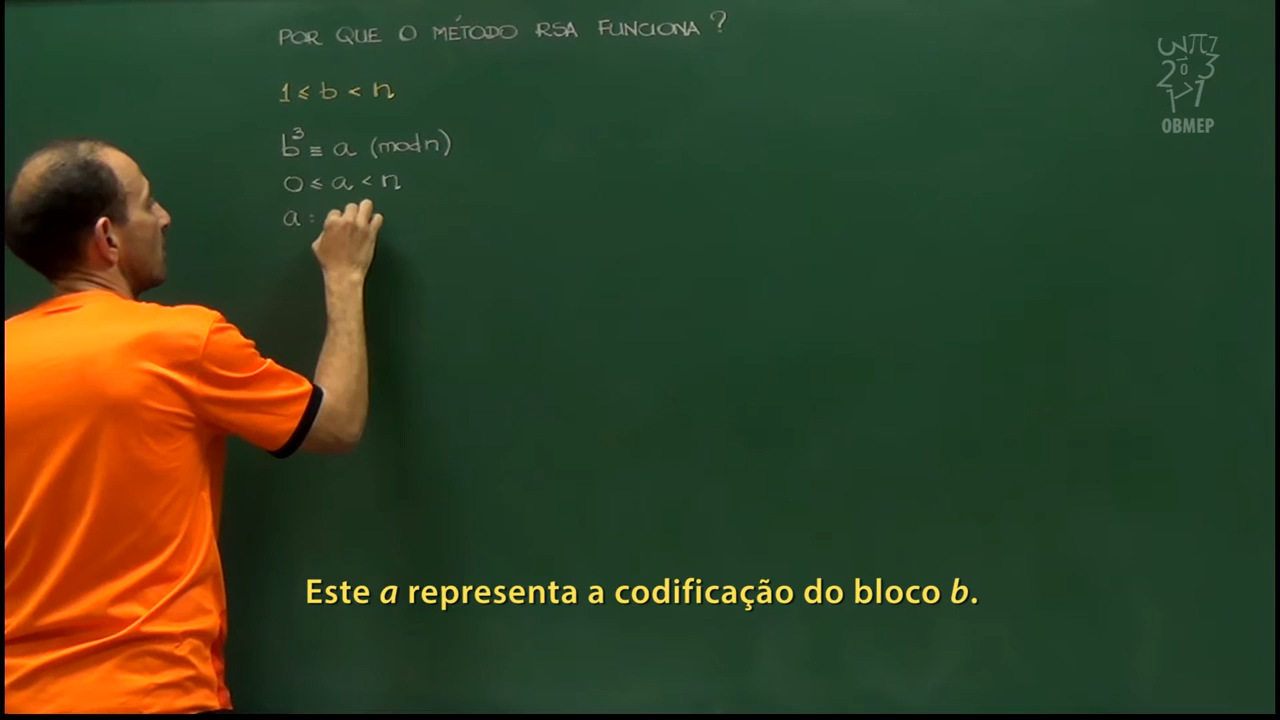 POR QUE O MÉTODO RSA FUNCIONA?
1 ≤ b < n
b³ ≡ a (mod n)
0 ≤ a < n
a :
OBMEP
Este a representa a codificação do bloco b.